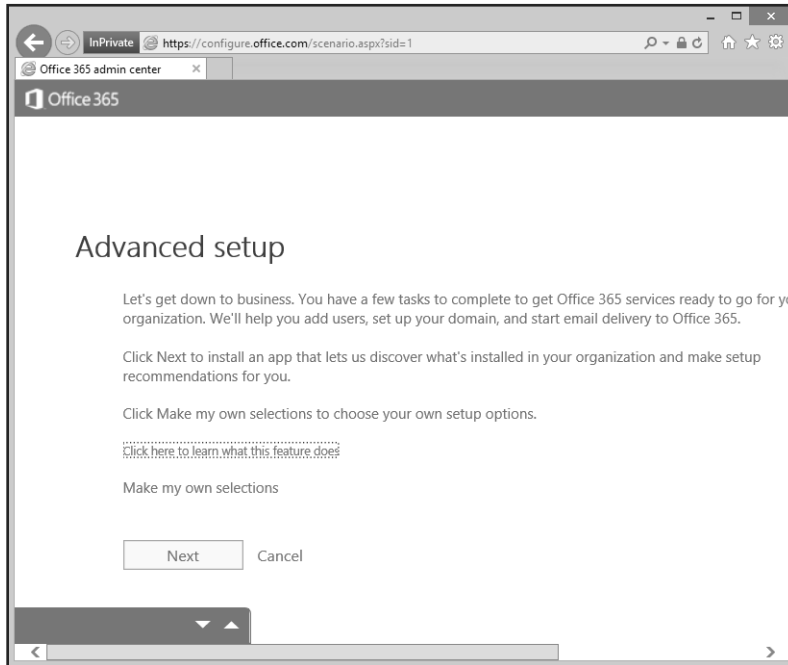 InPrivate https://configure.office.com/scenario.aspx?sid=1
Office 365 admin center
Office 365
Advanced setup
Let's get down to business. You have a few tasks to complete to get Office 365 services ready to go for yo
organization. We'll help you add users, set up your domain, and start email delivery to Office 365.
Click Next to install an app that lets us discover what's installed in your organization and make setup
recommendations for you.
Click Make my own selections to choose your own setup options.
Click here to learn what this feature does
Make my own selections
Next Cancel